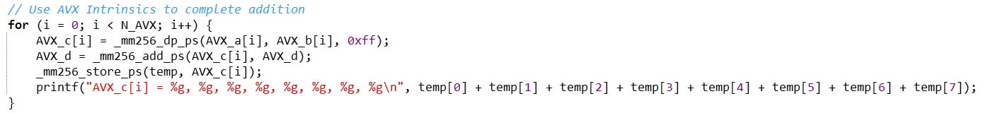 // Use AVX Intrinsics to complete addition
for (i = 0; i < N_AVX; i++) {
    AVX_c[i] = _mm256_dp_ps(AVX_a[i], AVX_b[i], 0xff);
    AVX_d = _mm256_add_ps(AVX_c[i], AVX_d);
    _mm256_store_ps(temp, AVX_c[i]);
    printf("AVX_c[i] = %g, %g, %g, %g, %g, %g, %g, %g\n", temp[0] + temp[1] + temp[2] + temp[3] + temp[4] + temp[5] + temp[6] + temp[7]);
}